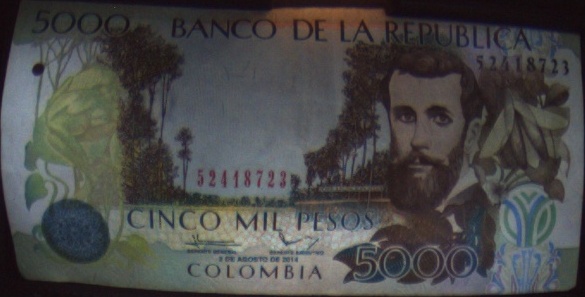 5000 BANCO DE LA REPUBLICA
52418723
52418723
CINCO MIL PESOS
2 DE AGOSTO DE 2014
COLOMBIA 5000